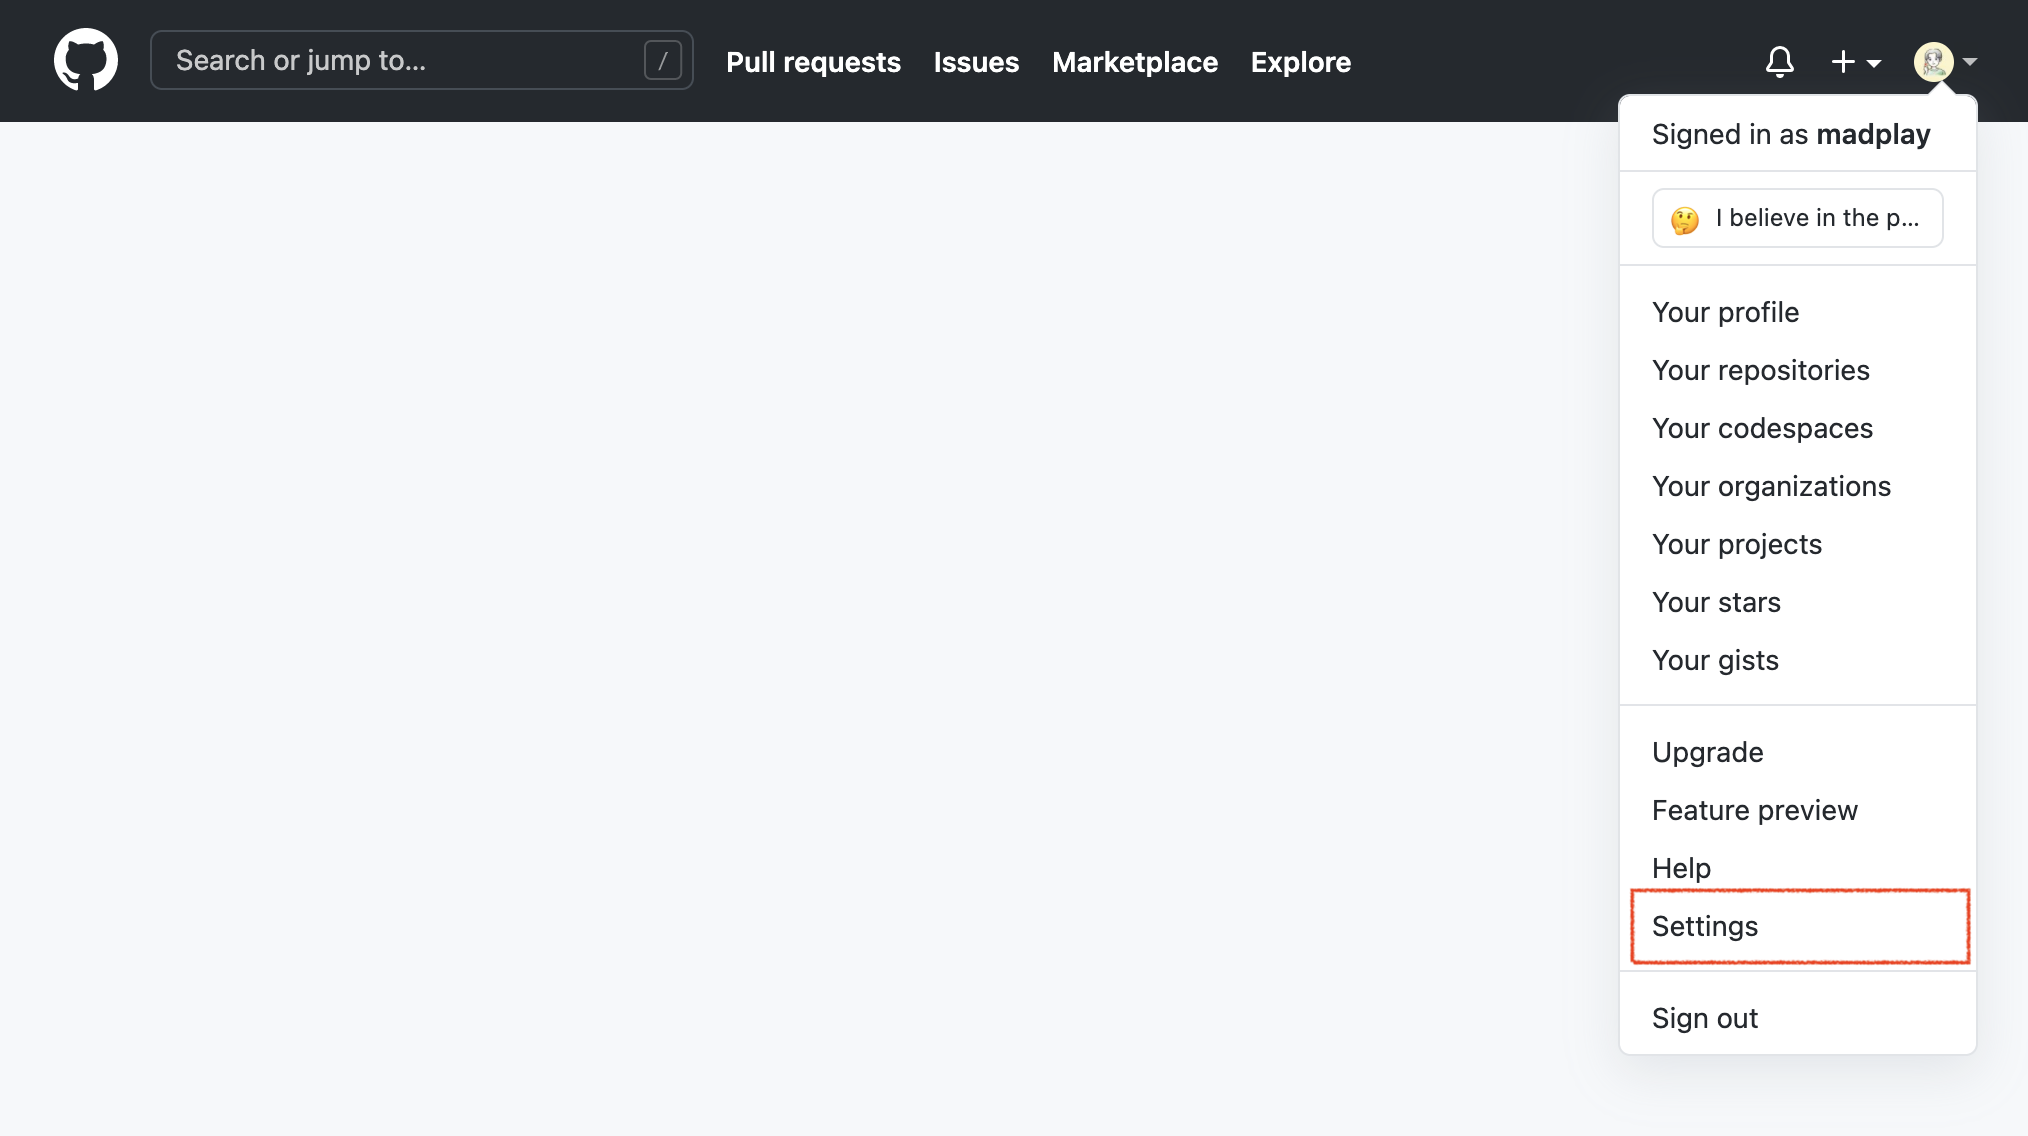 Search or jump to...
/
Pull requests
Issues
Marketplace
Explore
Signed in as madplay
🤔 I believe in the p...
Your profile
Your repositories
Your codespaces
Your organizations
Your projects
Your stars
Your gists
Upgrade
Feature preview
Help
Settings
Sign out